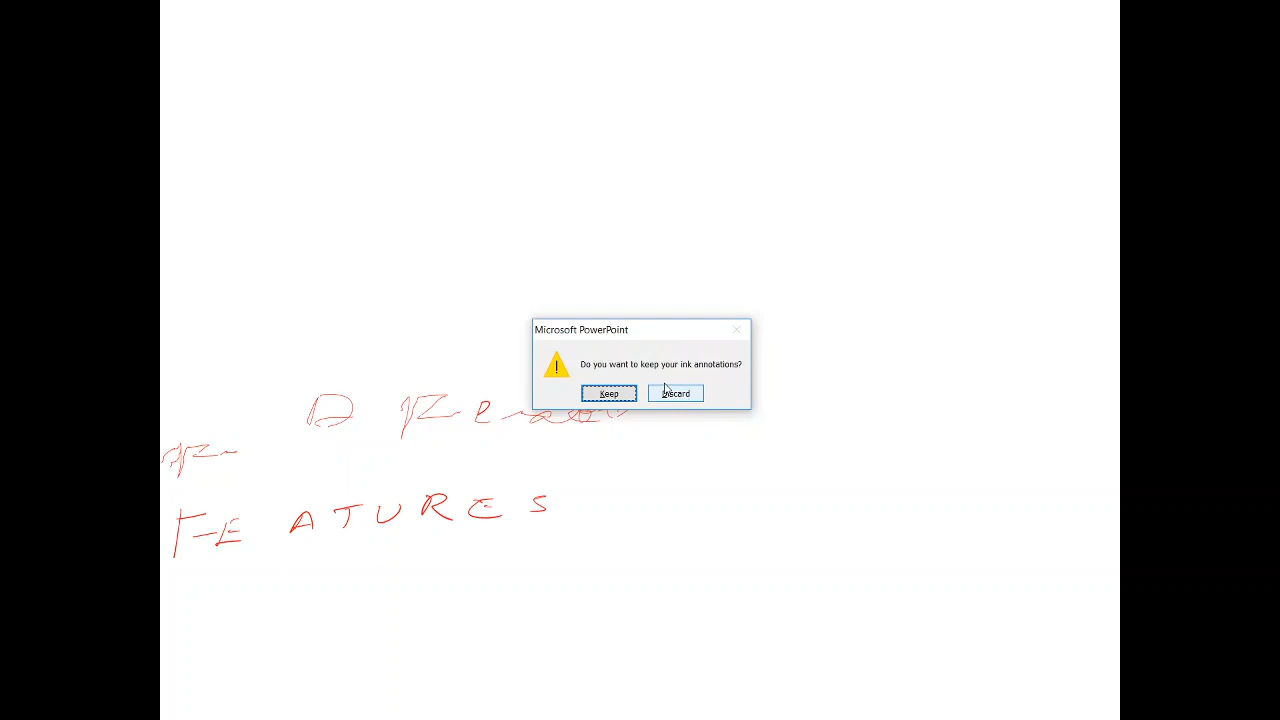 Microsoft PowerPoint
Do you want to keep your ink annotations?
Keep
Discard
FEATURES